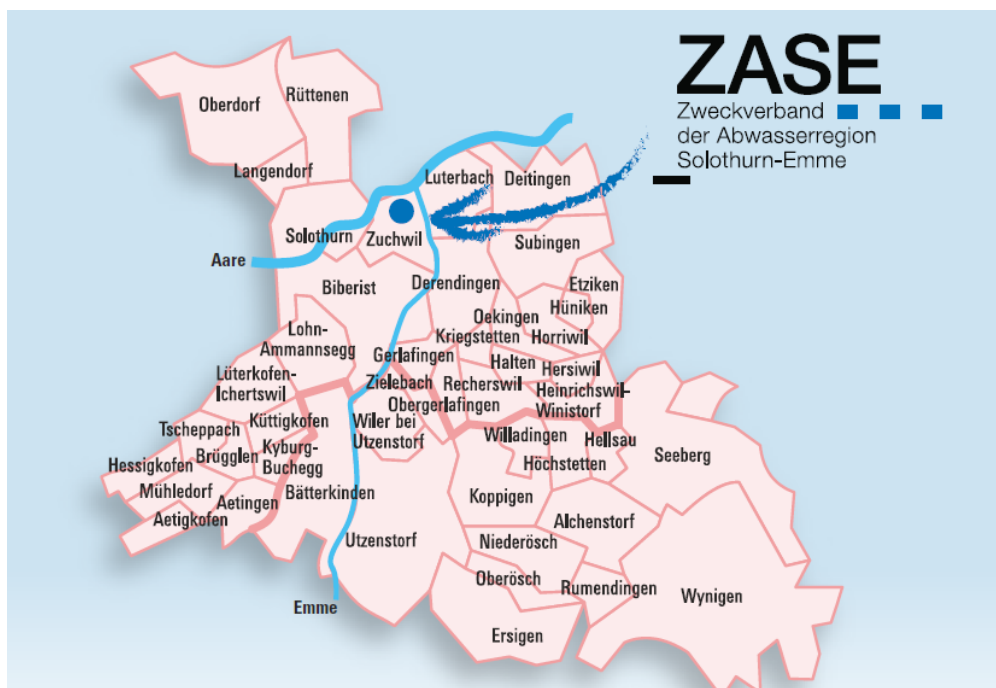 ZASE
Zweckverband
der Abwasserregion
Solothurn-Emme
Oberdorf
Rüttenen
Langendorf
Luterbach
Deitingen
Solothurn
Zuchwil
Subingen
Aare
Biberist
Derendingen
Etziken
Hüniken
Oekingen
Lohn-
Ammannsegg
Kriegstetten
Horriwil
Gerlafingen
Halten
Hersiwil
Lüterkofen-
Ichertswil
Zielebach
Recherswil
Heinrichswil-
Winistorf
Obergerlafingen
Küttigkofen
Wiler bei
Utzenstorf
Tscheppach
Willadingen
Hellsau
Brügglen
Kyburg-
Buchegg
Höchstetten
Seeberg
Hessigkofen
Mühledorf
Aetingen
Bätterkinden
Koppigen
Aetigkofen
Alchenstorf
Utzenstorf
Niederösch
Oberösch
Rumendingen
Wynigen
Emme
Ersigen